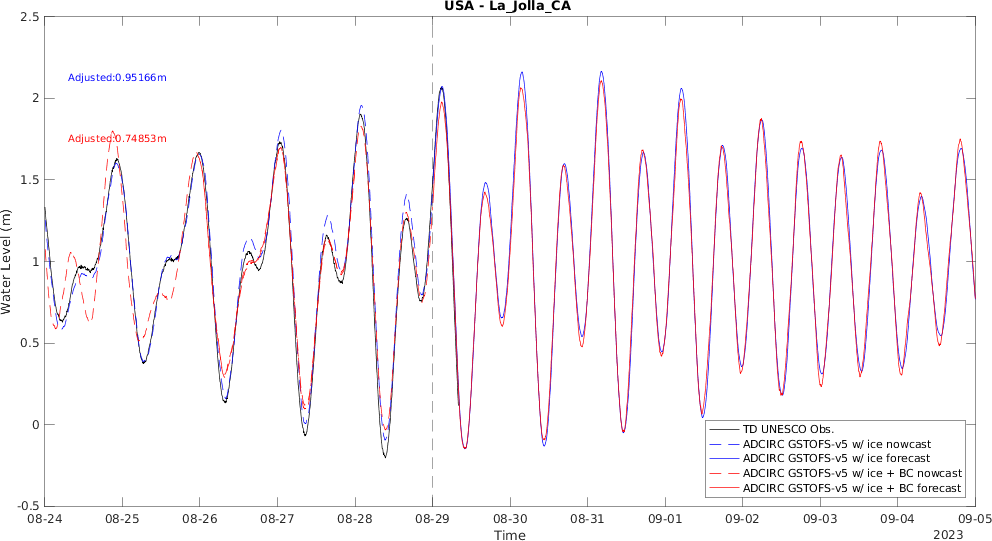 USA - La_Jolla_CA
2.5
2
1.5
1
0.5
0
-0.5
Water Level (m)
Adjusted:0.95166m
Adjusted:0.74853m
TD UNESCO Obs.
ADCIRC GSTOFS-v5 w/ ice nowcast
ADCIRC GSTOFS-v5 w/ ice forecast
ADCIRC GSTOFS-v5 w/ ice + BC nowcast
ADCIRC GSTOFS-v5 w/ ice + BC forecast
08-24 08-25 08-26 08-27 08-28 08-29 08-30 08-31 09-01 09-02 09-03 09-04 09-05
Time
2023